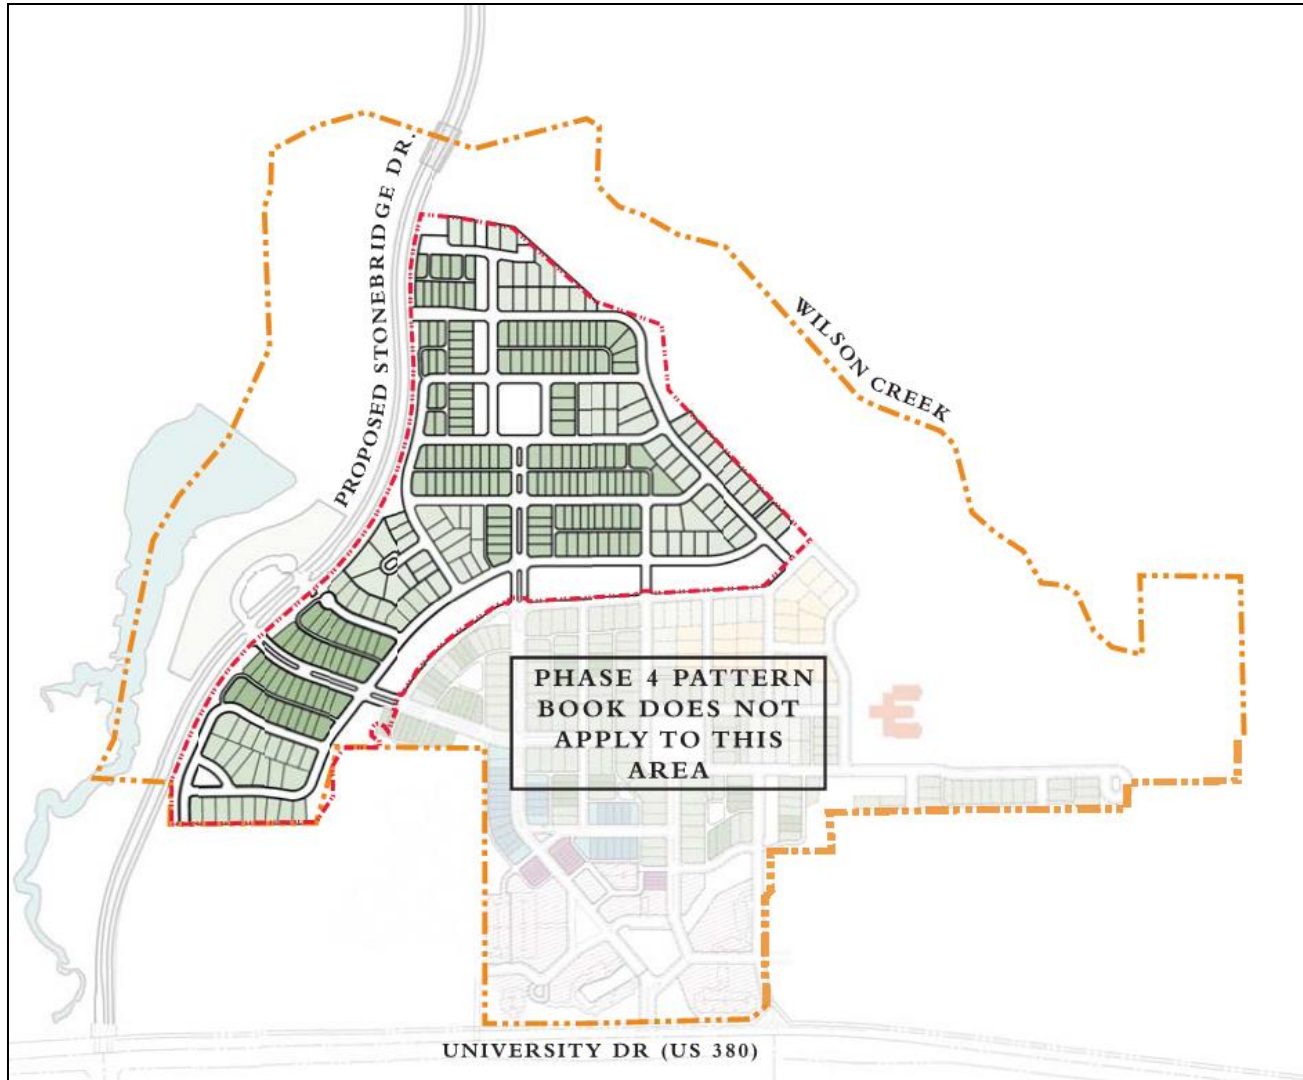 PROPOSED STONEBRIDGE DR.
WILSON CREEK
PHASE 4 PATTERN
BOOK DOES NOT
APPLY TO THIS
AREA
UNIVERSITY DR (US 380)